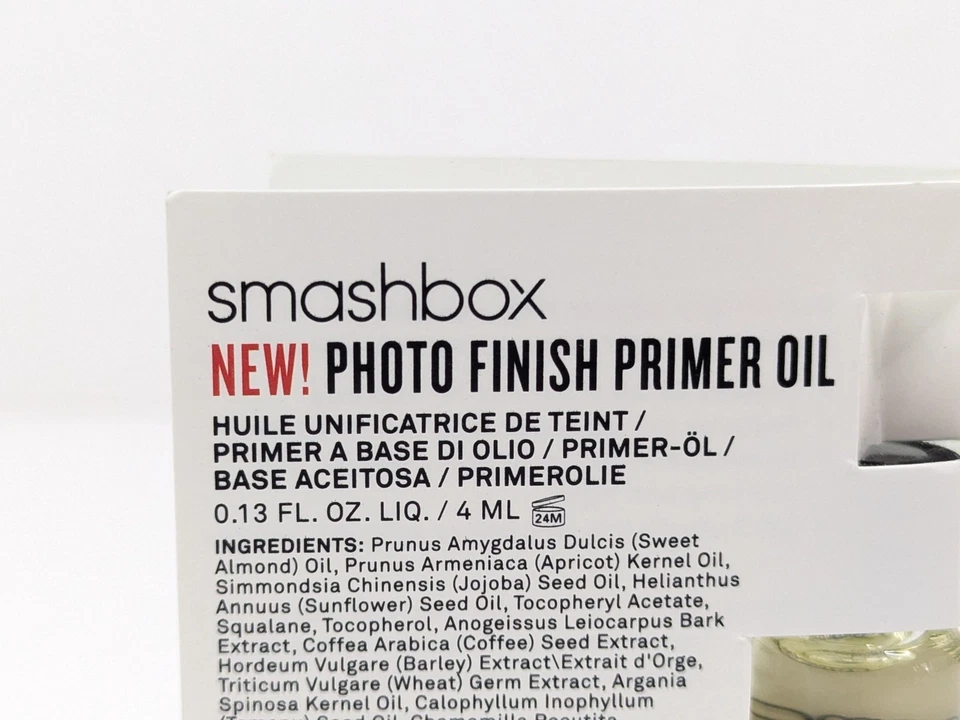 smashbox
NEW! PHOTO FINISH PRIMER OIL
HUILE UNIFICATRICE DE TEINT /
PRIMER A BASE DI OLIO / PRIMER-ÖL /
BASE ACEITOSA / PRIMEROLIE
0.13 FL. OZ. LIQ. / 4 ML 24M
INGREDIENTS: Prunus Amygdalus Dulcis (Sweet
Almond) Oil, Prunus Armeniaca (Apricot) Kernel Oil,
Simmondsia Chinensis (Jojoba) Seed Oil, Helianthus
Annuus (Sunflower) Seed Oil, Tocopheryl Acetate,
Squalane, Tocopherol, Anogeissus Leiocarpus Bark
Extract, Coffea Arabica (Coffee) Seed Extract,
Hordeum Vulgare (Barley) Extract\Extrait d'Orge,
Triticum Vulgare (Wheat) Germ Extract, Argania
Spinosa Kernel Oil, Calophyllum Inophyllum
Seed Oil, Chamomilla Recutita